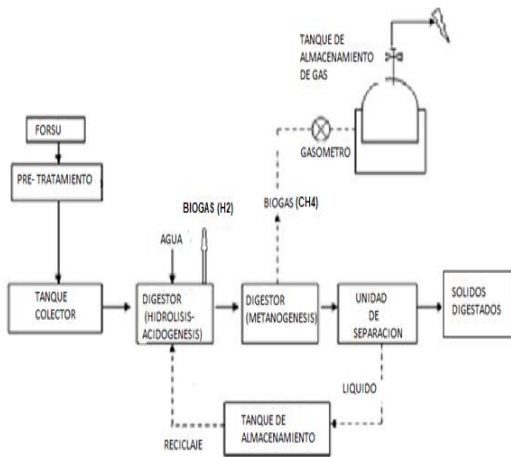 TANQUE DE
ALMACENAMIENTO
DE GAS
FORSU
PRE- TRATAMIENTO
GASOMETRO
BIOGAS (H2)
BIOGAS (CH4)
AGUA
TANQUE
COLECTOR
DIGESTOR
(HIDROLISIS-
ACIDOGENESIS)
DIGESTOR
(METANOGENESIS)
UNIDAD
DE
SEPARACION
SOLIDOS
DIGESTADOS
LIQUIDO
TANQUE DE
ALMACENAMIENTO
RECICLAJE